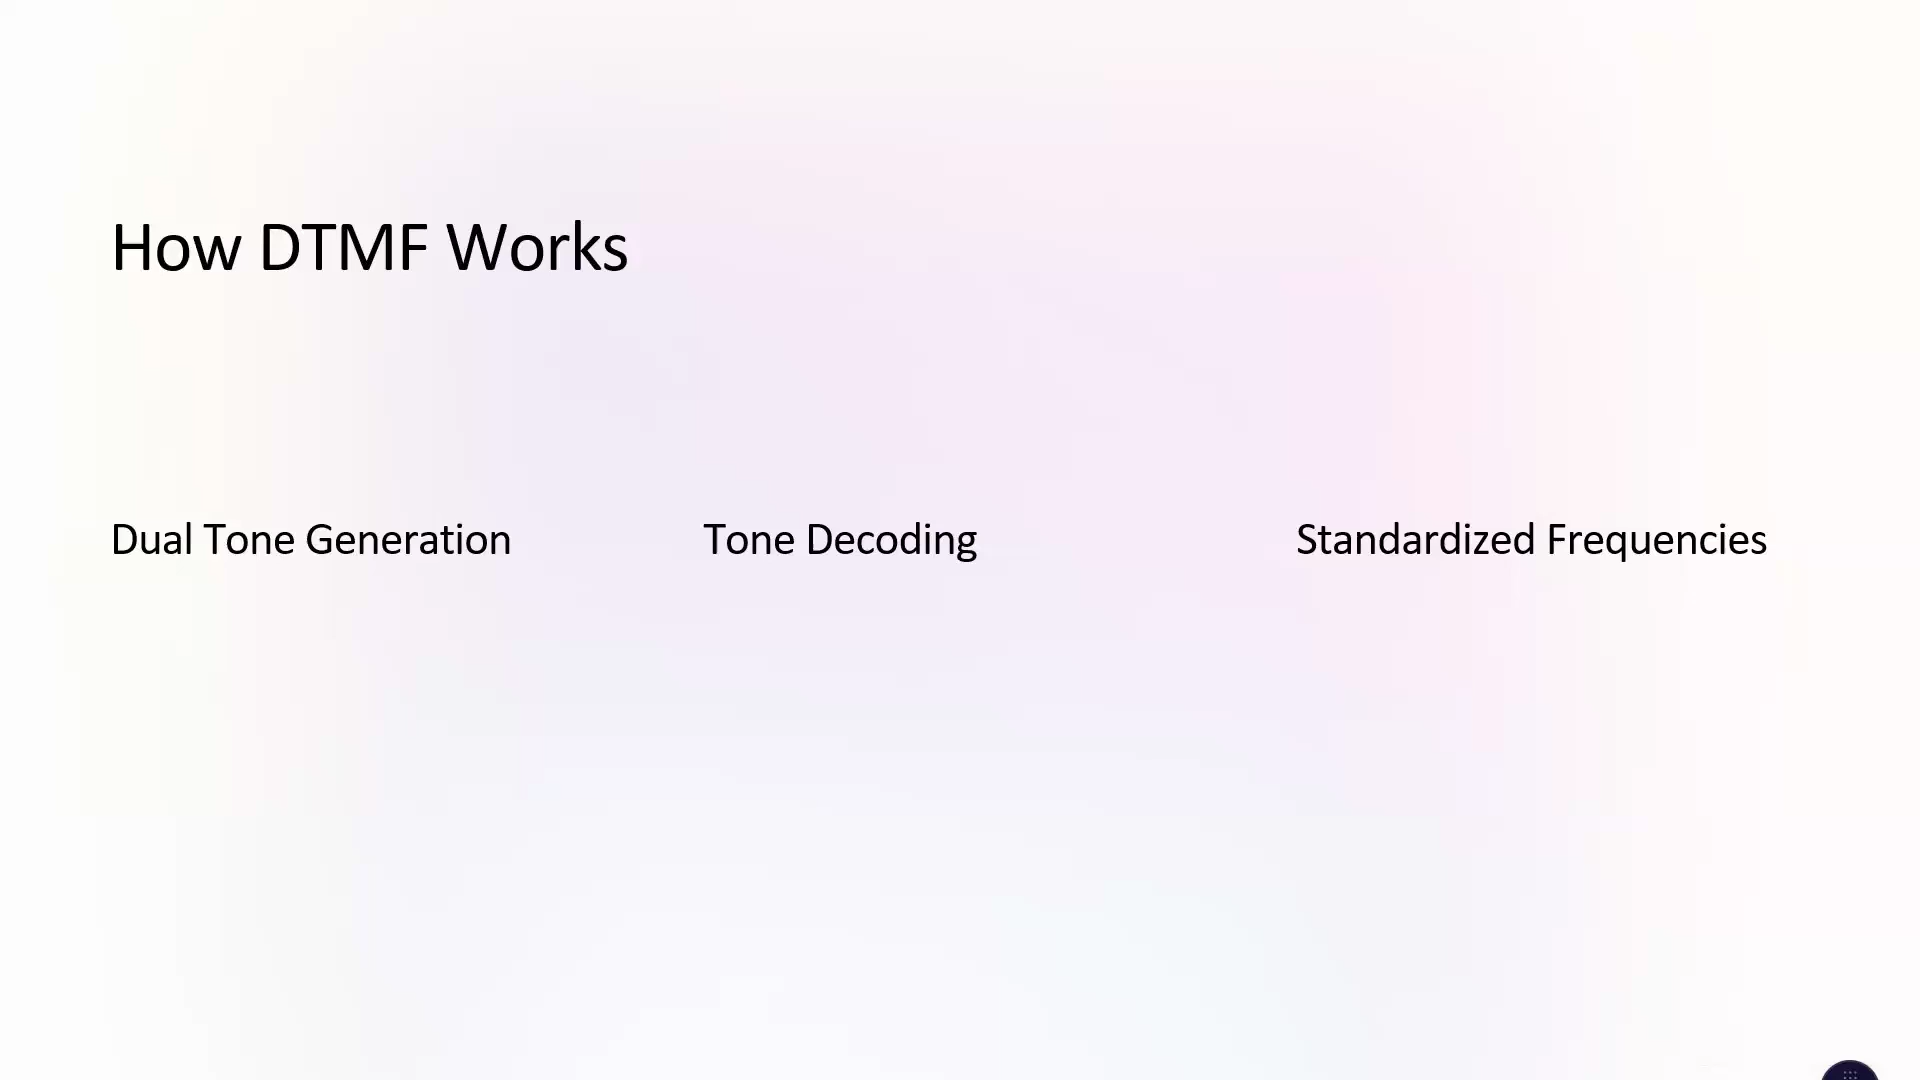 How DTMF Works
Dual Tone Generation
Tone Decoding
Standardized Frequencies